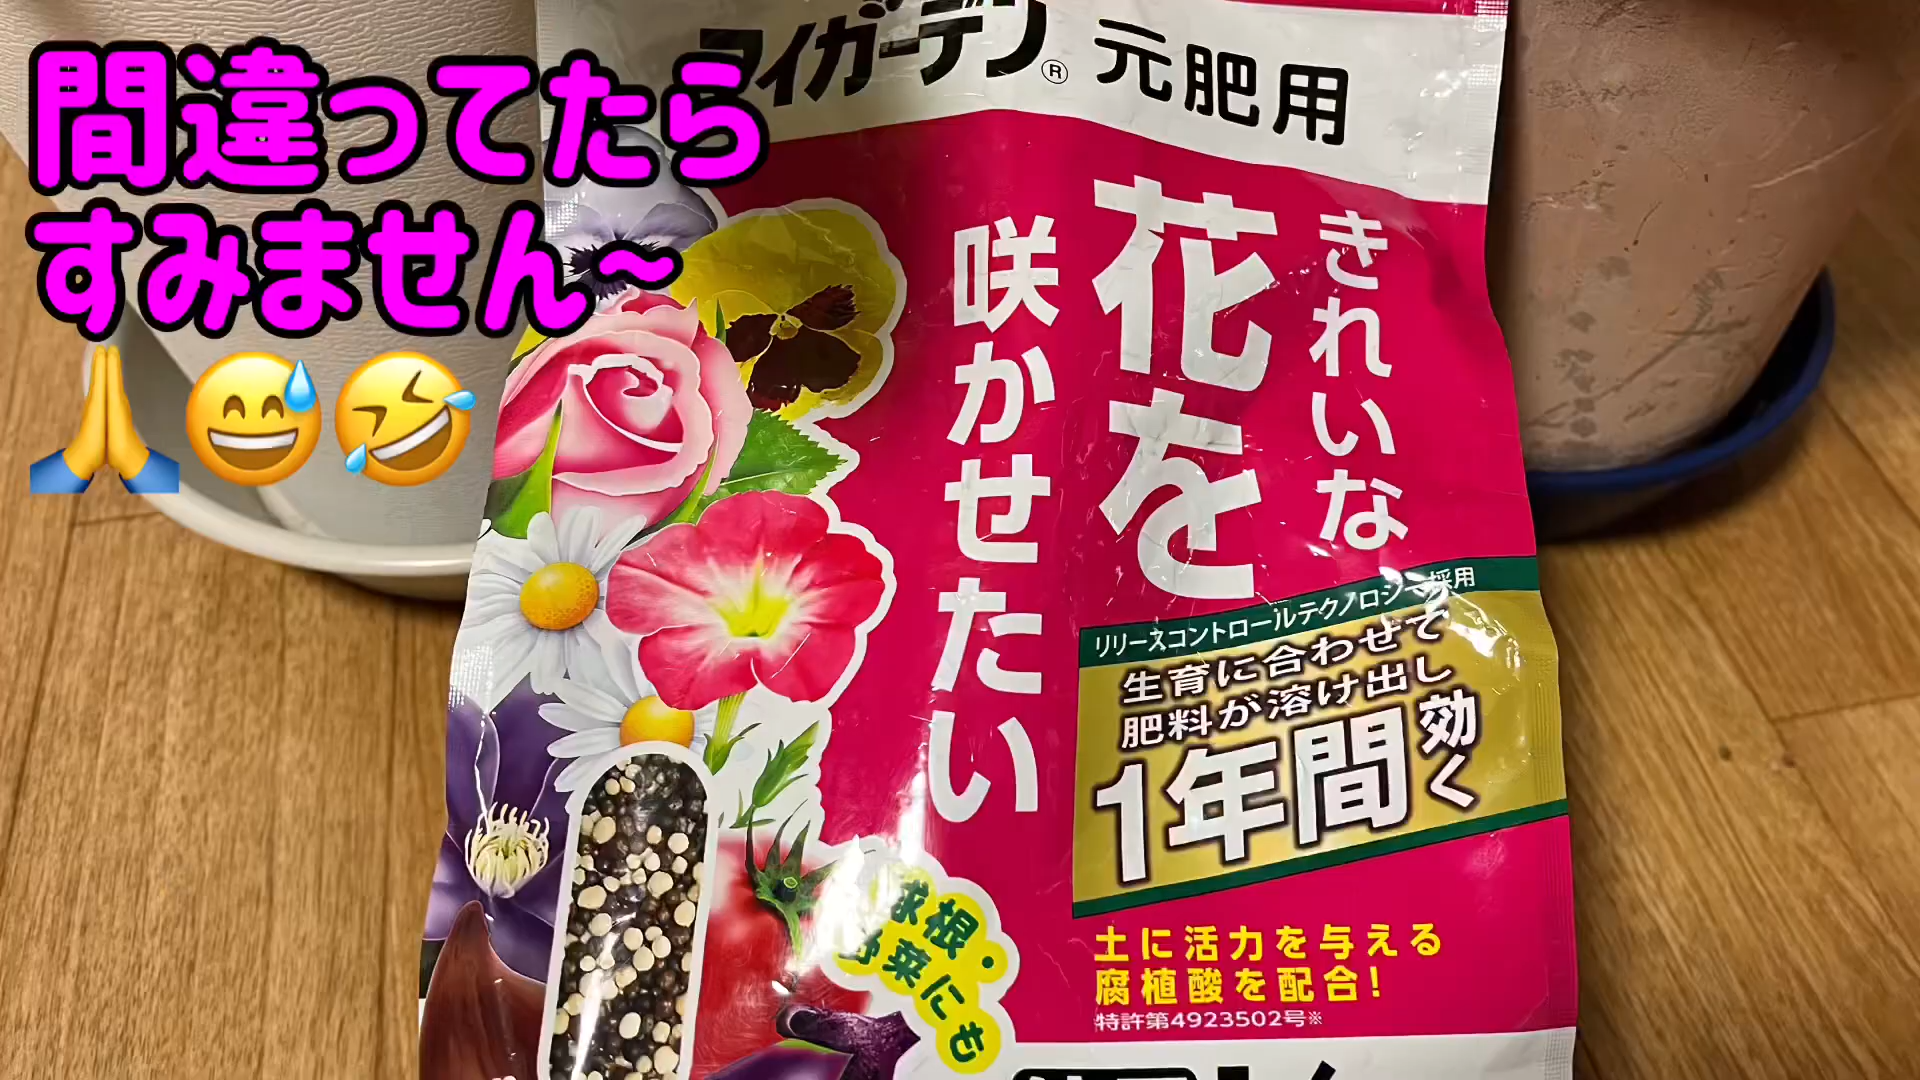 間違ってたら
すみません~
マイガーデン® 元肥用
きれいな
花を
咲かせたい
リリースコントロールテクノロジー採用
生育に合わせて
肥料が溶け出し
1年間効く
土に活力を与える
腐植酸を配合!
特許第4923502号※
球根・
野菜にも